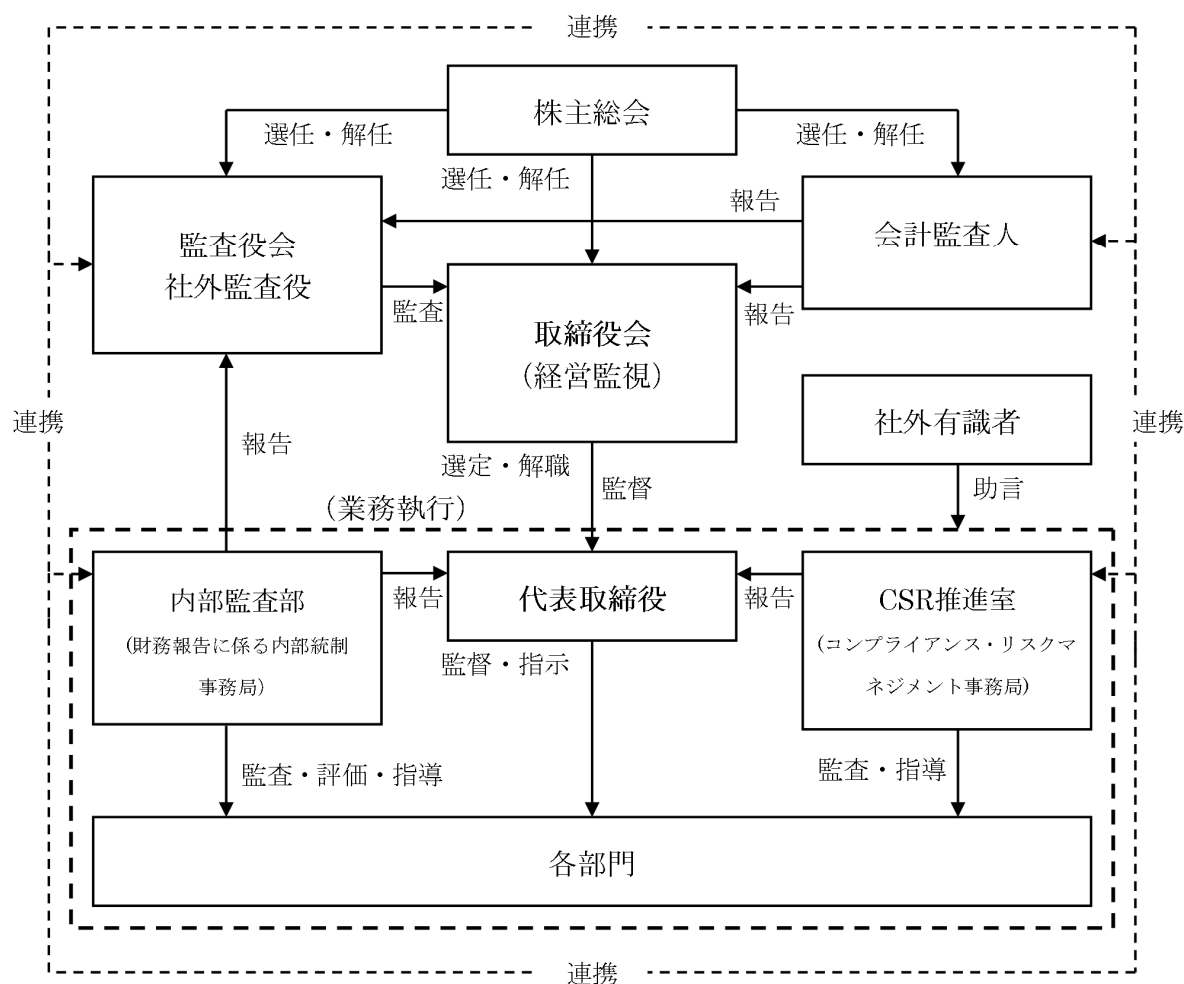 連携
株主総会
選任・解任
選任・解任
選任・解任
報告
監査役会
社外監査役
会計監査人
監査
報告
取締役会
（経営監視）
社外有識者
連携
連携
報告
選定・解職
監督
助言
（業務執行）
内部監査部
(財務報告に係る内部統制
事務局）
報告
代表取締役
報告
CSR推進室
(コンプライアンス・リスクマ
ネジメント事務局)
監督・指示
監査・評価・指導
監査・指導
各部門
連携